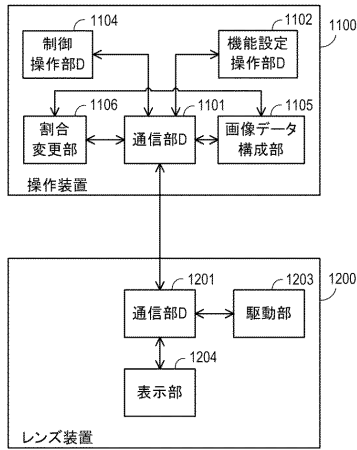 1104
1102
1100
制御
操作部D
機能設定
操作部D
1106
1101
1105
割合
変更部
通信部D
画像データ
構成部
操作装置
1201
1203
1200
通信部D
駆動部
1204
表示部
レンズ装置